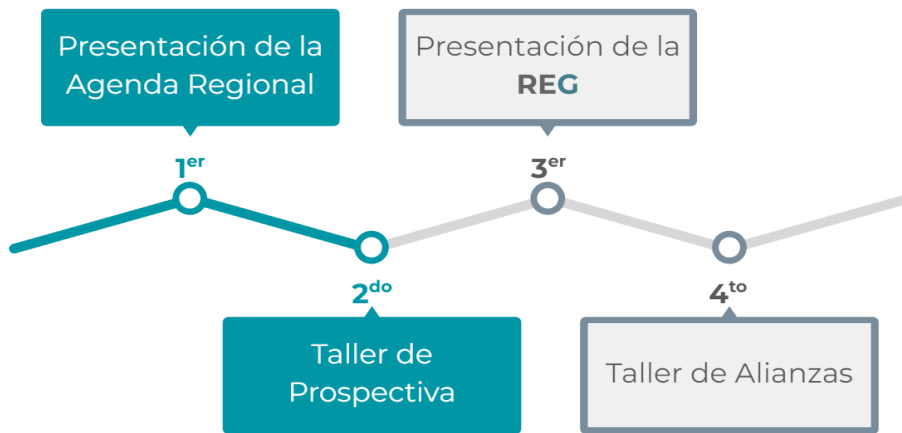 Presentación de la
Agenda Regional
Presentación de la
REG
1er
3er
2do
4to
Taller de
Prospectiva
Taller de Alianzas